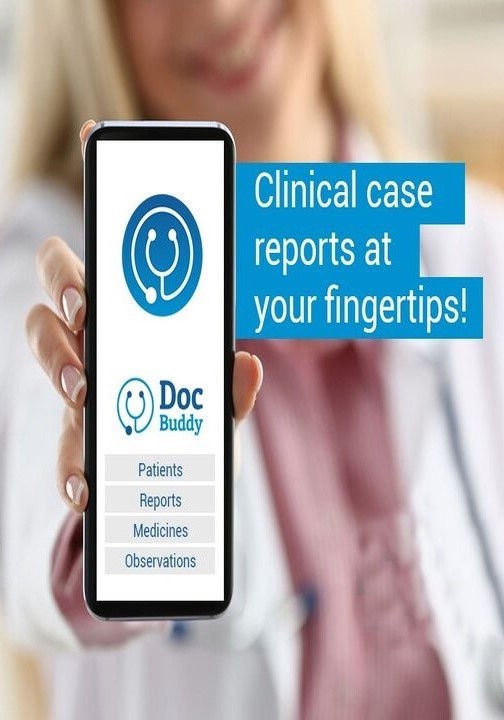 Clinical case
reports at
your fingertips!
Doc
Buddy
Patients
Reports
Medicines
Observations